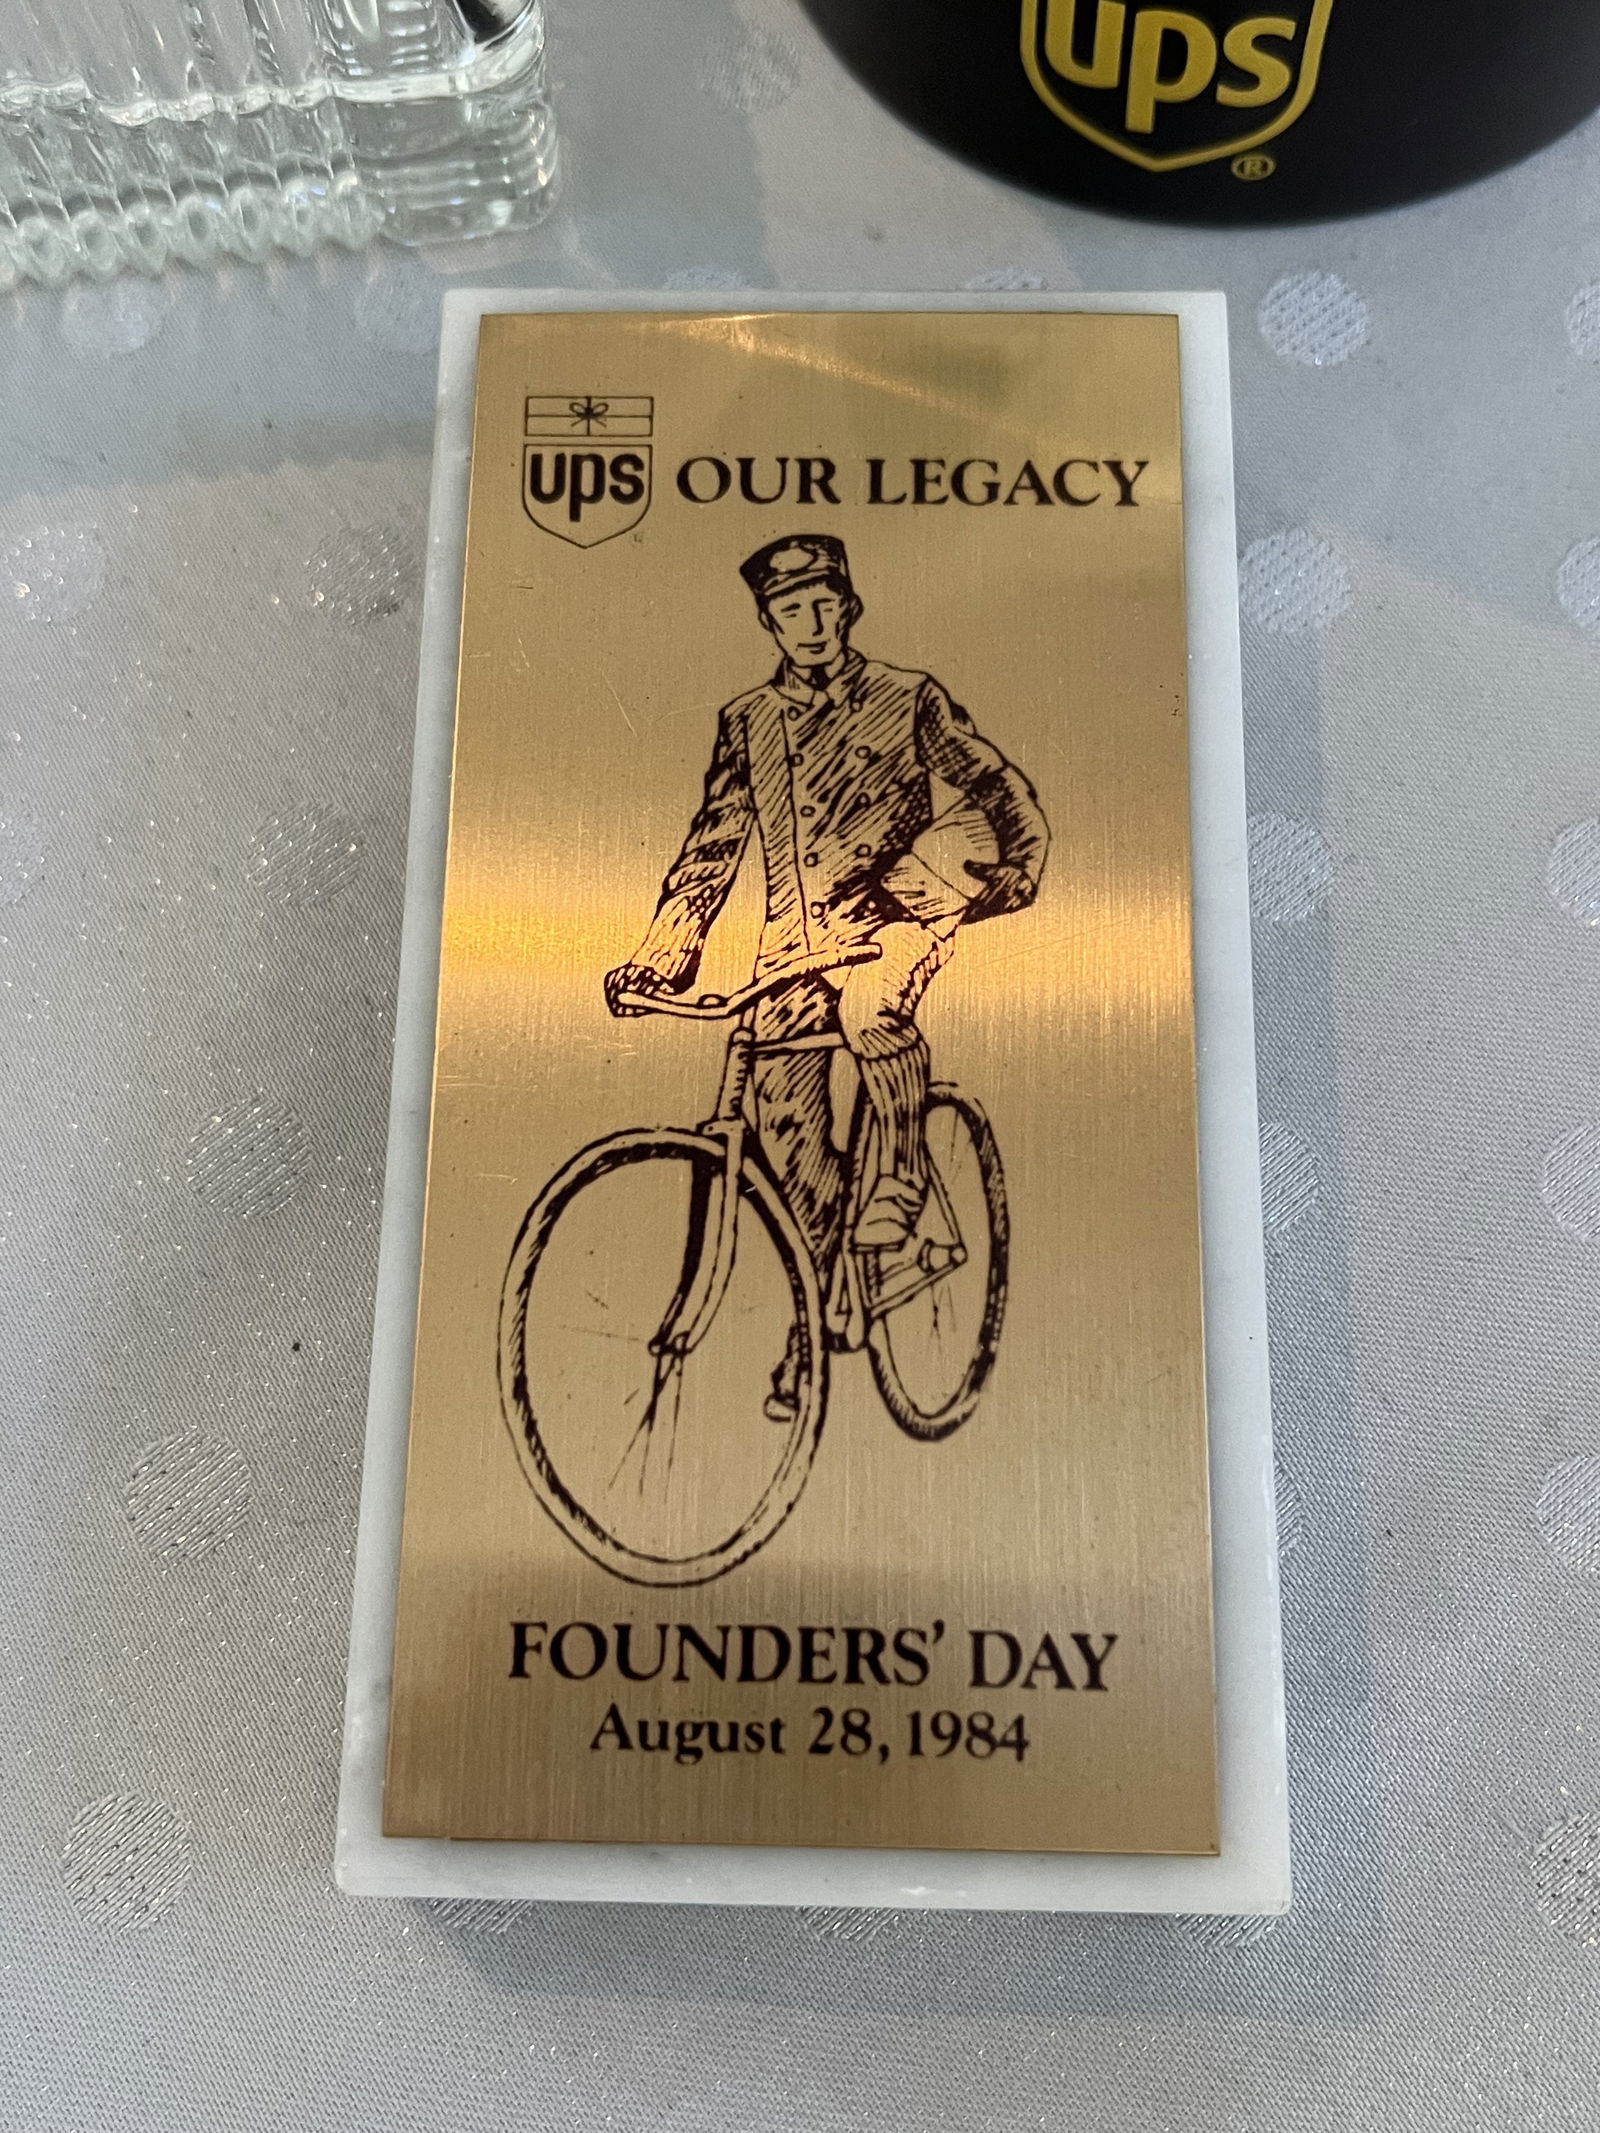 ups
®
ups OUR LEGACY
FOUNDERS' DAY
August 28, 1984